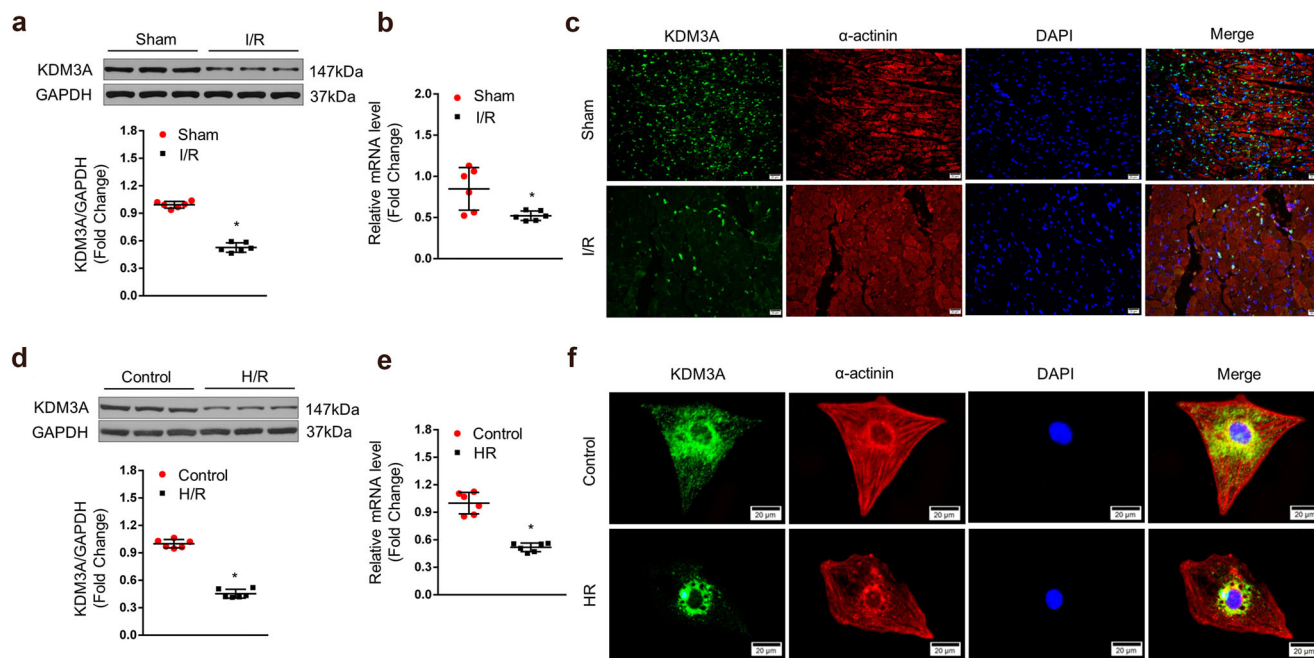 a
Sham I/R
KDM3A 147kDa
GAPDH 37kDa
KDM3A/GAPDH
(Fold Change)
1.8
1.5
1.2
0.9
0.6
0.3
0.0
Sham
I/R
*
b
Relative mRNA level
(Fold Change)
2.0
1.5
1.0
0.5
0.0
Sham
I/R
*
c
KDM3A α-actinin DAPI Merge
Sham
I/R
d
Control H/R
KDM3A 147kDa
GAPDH 37kDa
KDM3A/GAPDH
(Fold Change)
1.8
1.5
1.2
0.9
0.6
0.3
0.0
Control
H/R
*
e
Relative mRNA level
(Fold Change)
1.8
1.5
1.2
0.9
0.6
0.3
0.0
Control
HR
*
f
KDM3A α-actinin DAPI Merge
Control
20 µm 20 µm 20 µm 20 µm
HR
20 µm 20 µm 20 µm 20 µm